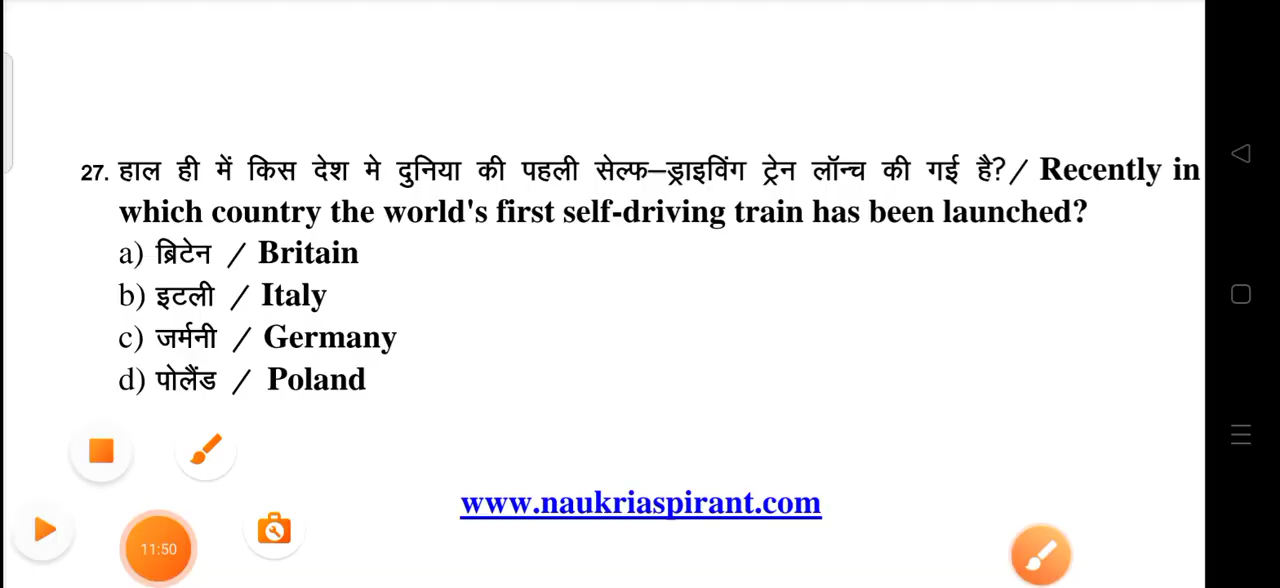 27. हाल ही में किस देश मे दुनिया की पहली सेल्फ–ड्राइविंग ट्रेन लॉन्च की गई है?/ Recently in
which country the world's first self-driving train has been launched?
a) ब्रिटेन / Britain
b) इटली / Italy
c) जर्मनी / Germany
d) पोलैंड / Poland
www.naukriaspirant.com
11:50